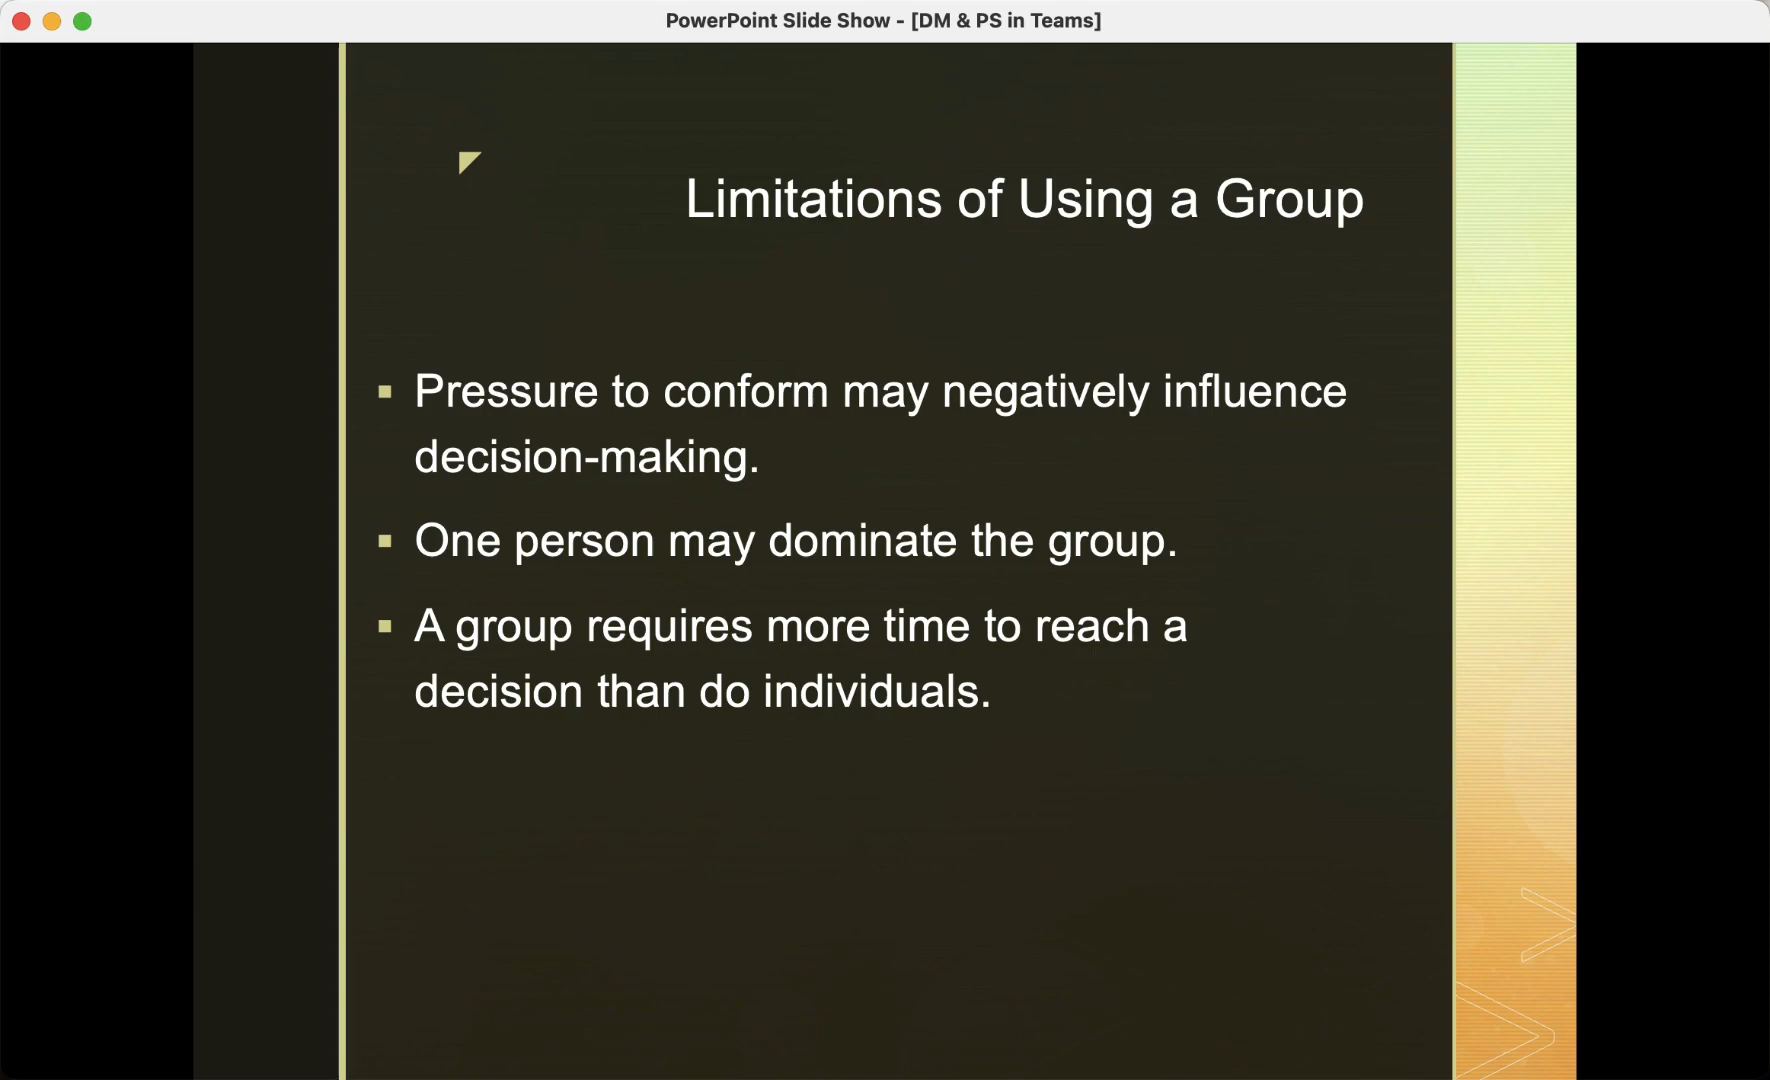 PowerPoint Slide Show - [DM & PS in Teams]
Limitations of Using a Group
▪ Pressure to conform may negatively influence
decision-making.
▪ One person may dominate the group.
▪ A group requires more time to reach a
decision than do individuals.